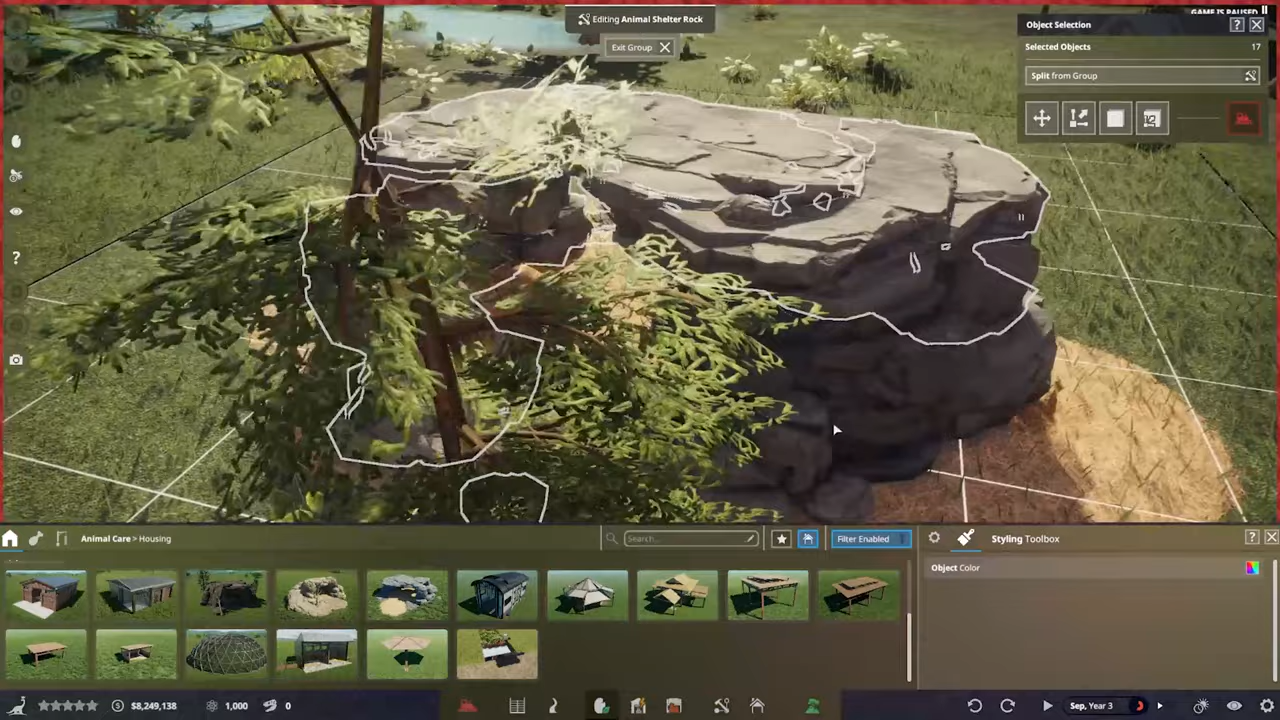 Editing Animal Shelter Rock
Exit Group
GAME IS PAUSED
Object Selection
?
Selected Objects 17
Split from Group
?
Animal Care > Housing
Search...
Filter Enabled
Styling Toolbox
?
Object Color
$8,249,138
1,000
0
Sep, Year 3